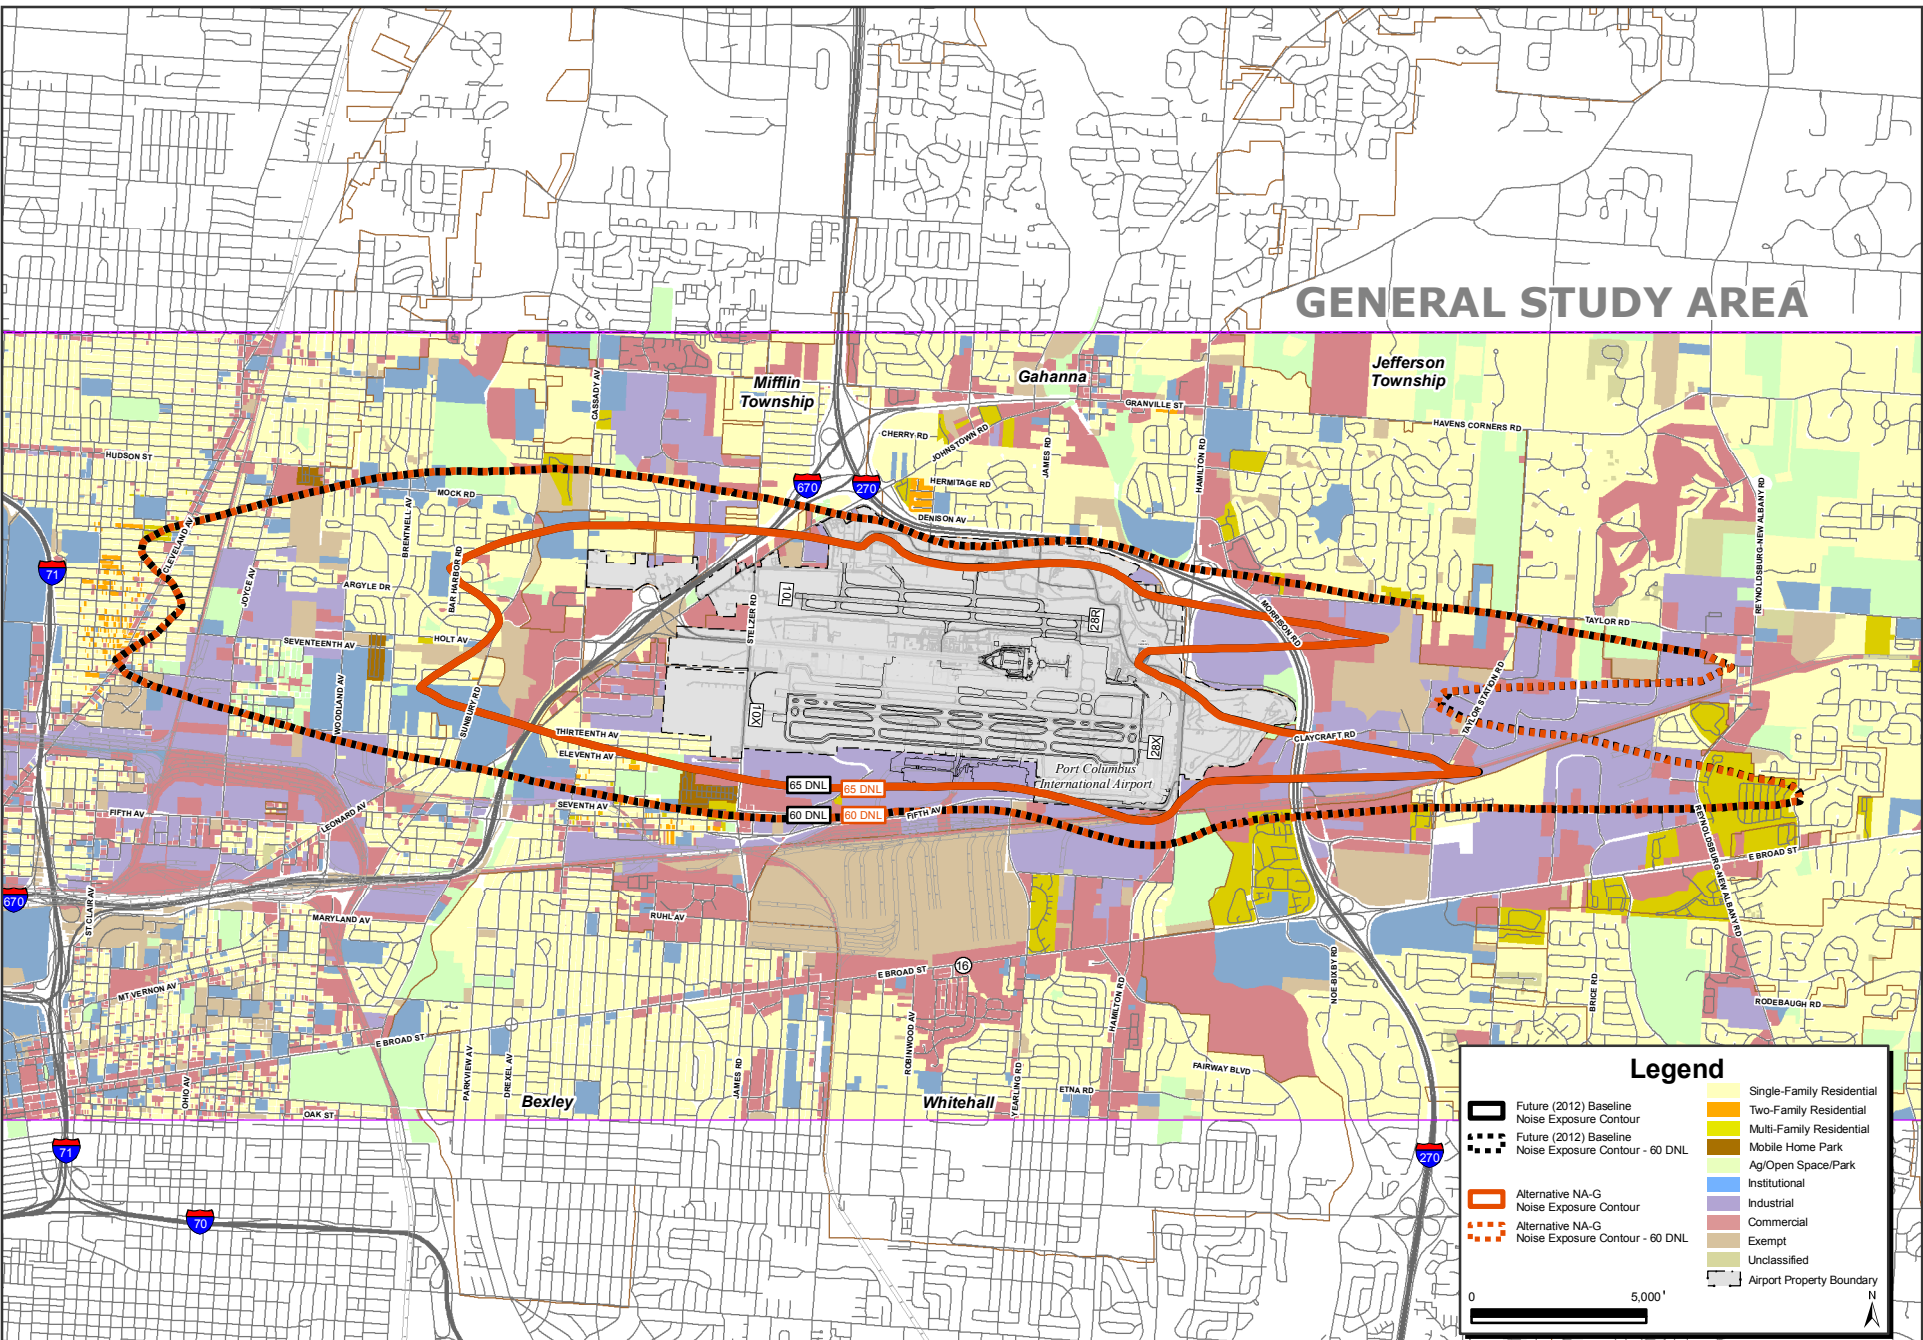 GENERAL STUDY AREA
Jefferson
Township
Gahanna
Mifflin
Township
GRANVILLE ST
CASSADY AV
HAVENS CORNERS RD
CHERRY RD
JOHNSTOWN RD
JAMES RD
HAMILTON RD
HUDSON ST
HERMITAGE RD
MOCK RD
670
270
DENISON AV
CLEVELAND AV
BRENTNELL AV
BAR HARBOR RD
REYNOLDSBURG-NEW ALBANY RD
71
JOYCE AV
ARGYLE DR
10L
28R
STELZER RD
MORRISON RD
TAYLOR RD
SEVENTEENTH AV
HOLT AV
WOODLAND AV
SUNBURY RD
TAYLOR STATION RD
10X
28X
THIRTEENTH AV
ELEVENTH AV
CLAYCRAFT RD
Port Columbus
International Airport
65 DNL
65 DNL
60 DNL
60 DNL
SEVENTH AV
FIFTH AV
FIFTH AV
LEONARD AV
REYNOLDSBURG-NEW ALBANY RD
E BROAD ST
670
ST CLAIR AV
MARYLAND AV
RUHL AV
E BROAD ST
16
MT VERNON AV
NOE-BIXBY RD
HAMILTON RD
BRICE RD
RODEBAUGH RD
E BROAD ST
PARKVIEW AV
DREXEL AV
JAMES RD
ROBINWOOD AV
YEARLING RD
ETNA RD
FAIRWAY BLVD
OHIO AV
OAK ST
Bexley
Whitehall
71
270
70
Legend
Future (2012) Baseline
Noise Exposure Contour
Future (2012) Baseline
Noise Exposure Contour - 60 DNL
Alternative NA-G
Noise Exposure Contour
Alternative NA-G
Noise Exposure Contour - 60 DNL
Single-Family Residential
Two-Family Residential
Multi-Family Residential
Mobile Home Park
Ag/Open Space/Park
Institutional
Industrial
Commercial
Exempt
Unclassified
Airport Property Boundary
0
5,000'
N